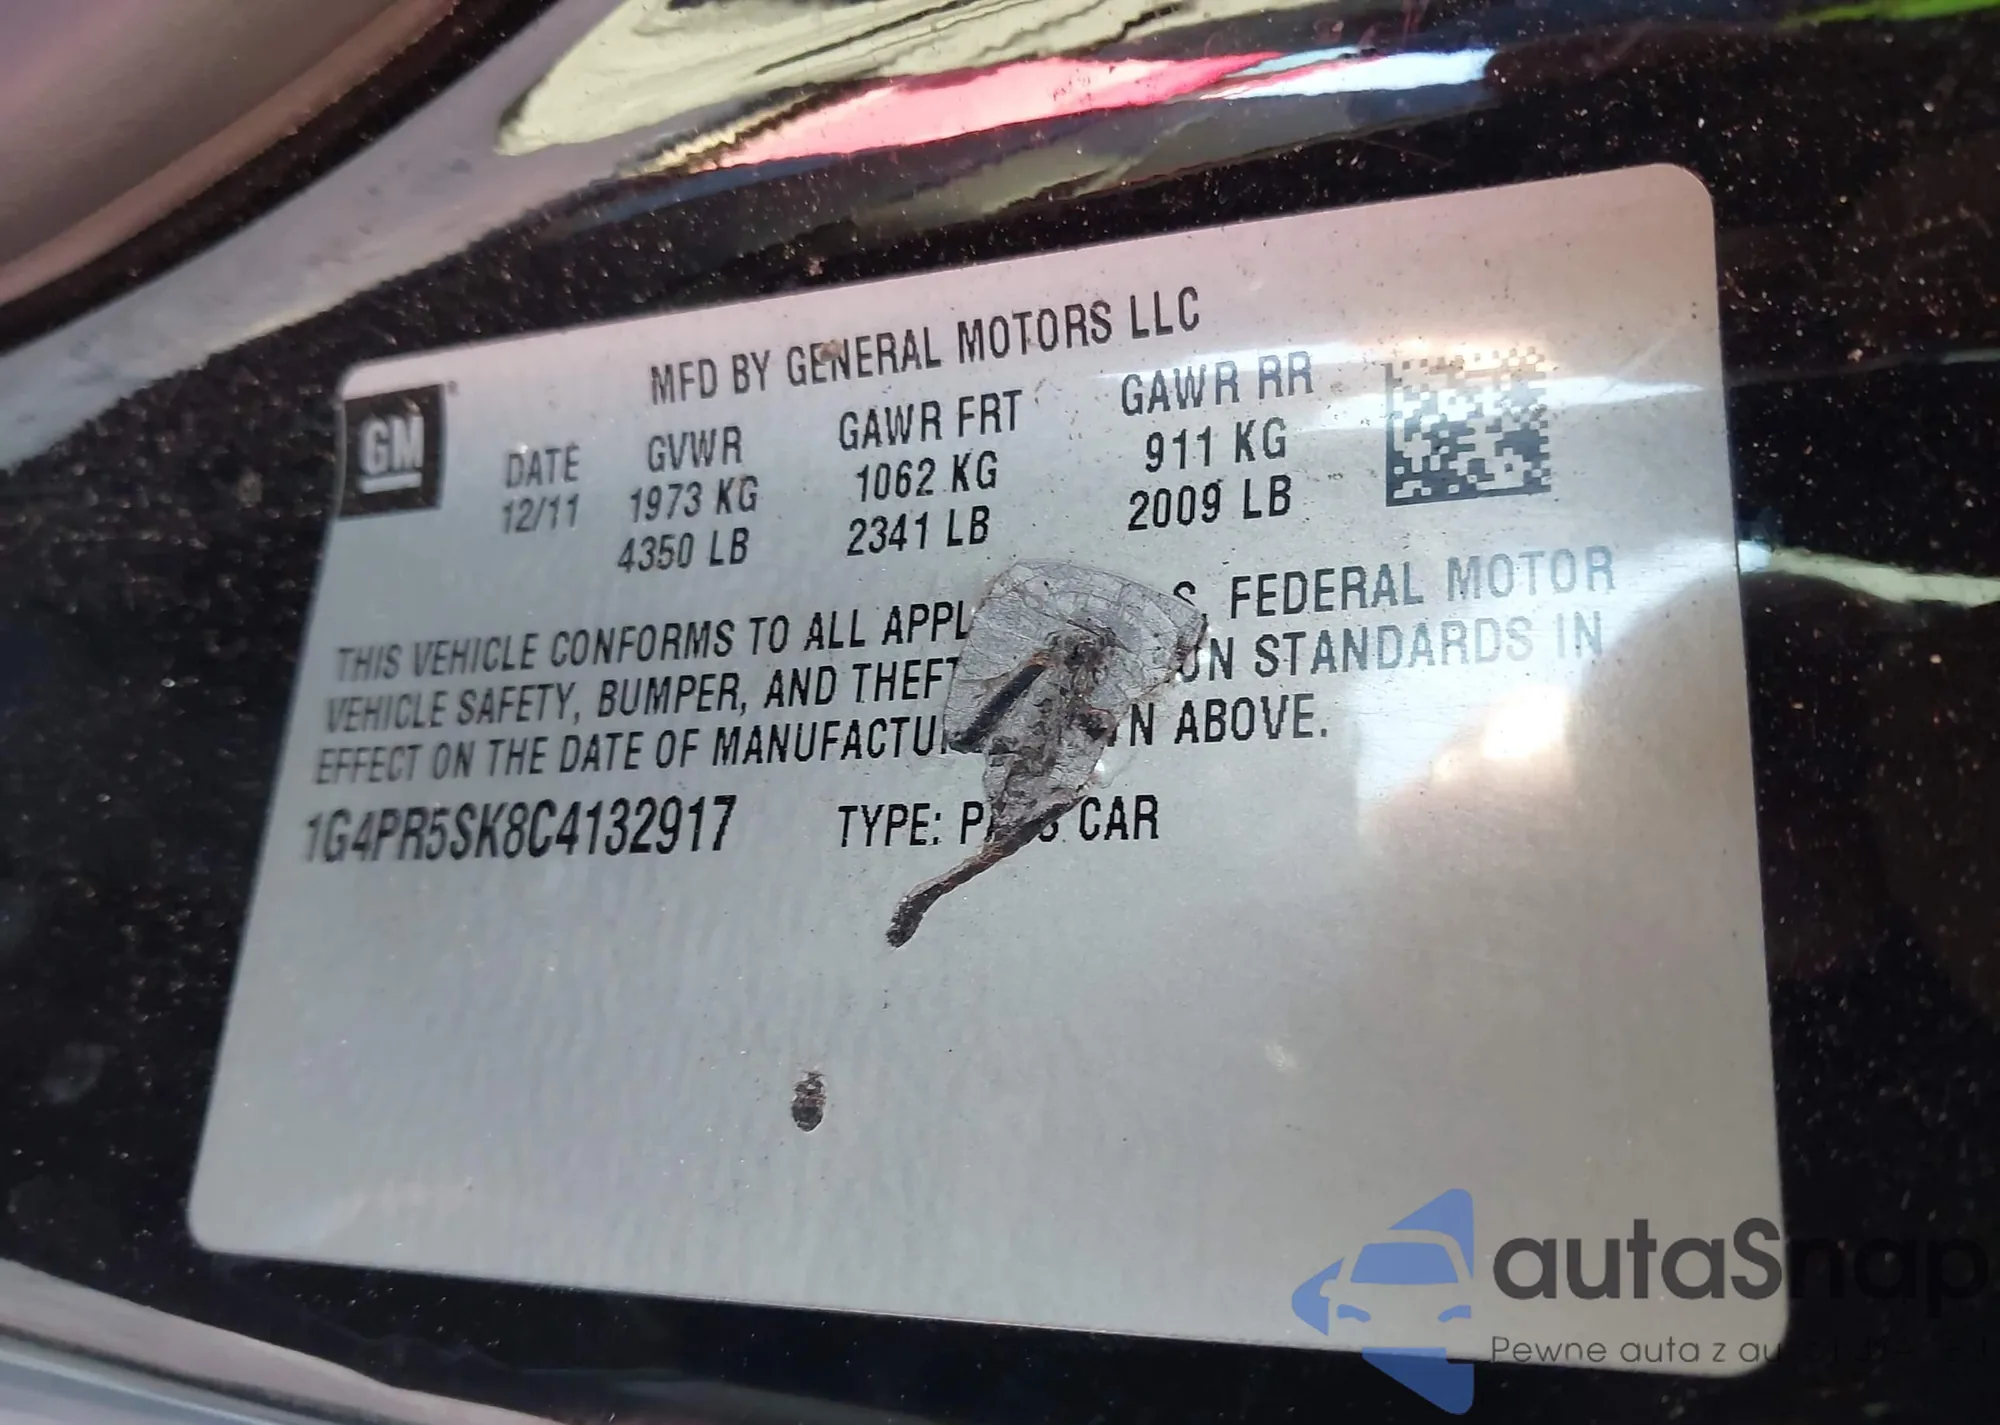 MFD BY GENERAL MOTORS LLC
GM
DATE GVWR GAWR FRT GAWR RR
12/11 1973 KG 1062 KG 911 KG
4350 LB 2341 LB 2009 LB
THIS VEHICLE CONFORMS TO ALL APPL S. FEDERAL MOTOR
VEHICLE SAFETY, BUMPER, AND THEFT ON STANDARDS IN
EFFECT ON THE DATE OF MANUFACTU N ABOVE.
1G4PR5SK8C4132917 TYPE: PASS CAR
autaSnap
Pewne auta z